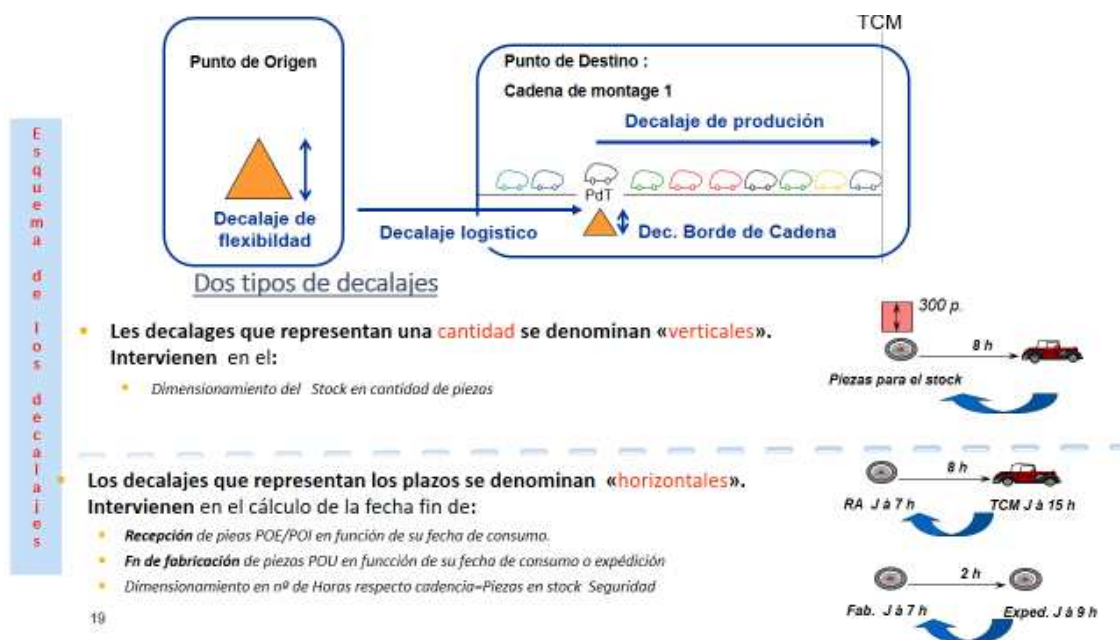 TCM
Punto de Origen
Punto de Destino :
Cadena de montage 1
Decalaje de produción
PdT
Decalaje de
flexibildad
Decalaje logistico
Dec. Borde de Cadena
Dos tipos de decalajes
Esquema de los decalajes
Les decalages que representan una cantidad se denominan «verticales».
Intervienen en el:
Dimensionamiento del Stock en cantidad de piezas
300 p.
8 h
Piezas para el stock
Los decalajes que representan los plazos se denominan «horizontales».
Intervienen en el cálculo de la fecha fin de:
Recepción de pieas POE/POI en función de su fecha de consumo.
Fn de fabricación de piezas POU en funcción de su fecha de consumo o expédición
Dimensionamiento en nº de Horas respecto cadencia=Piezas en stock Seguridad
8 h
RA J à 7 h
TCM J à 15 h
2 h
Fab. J à 7 h
Exped. J à 9 h
19